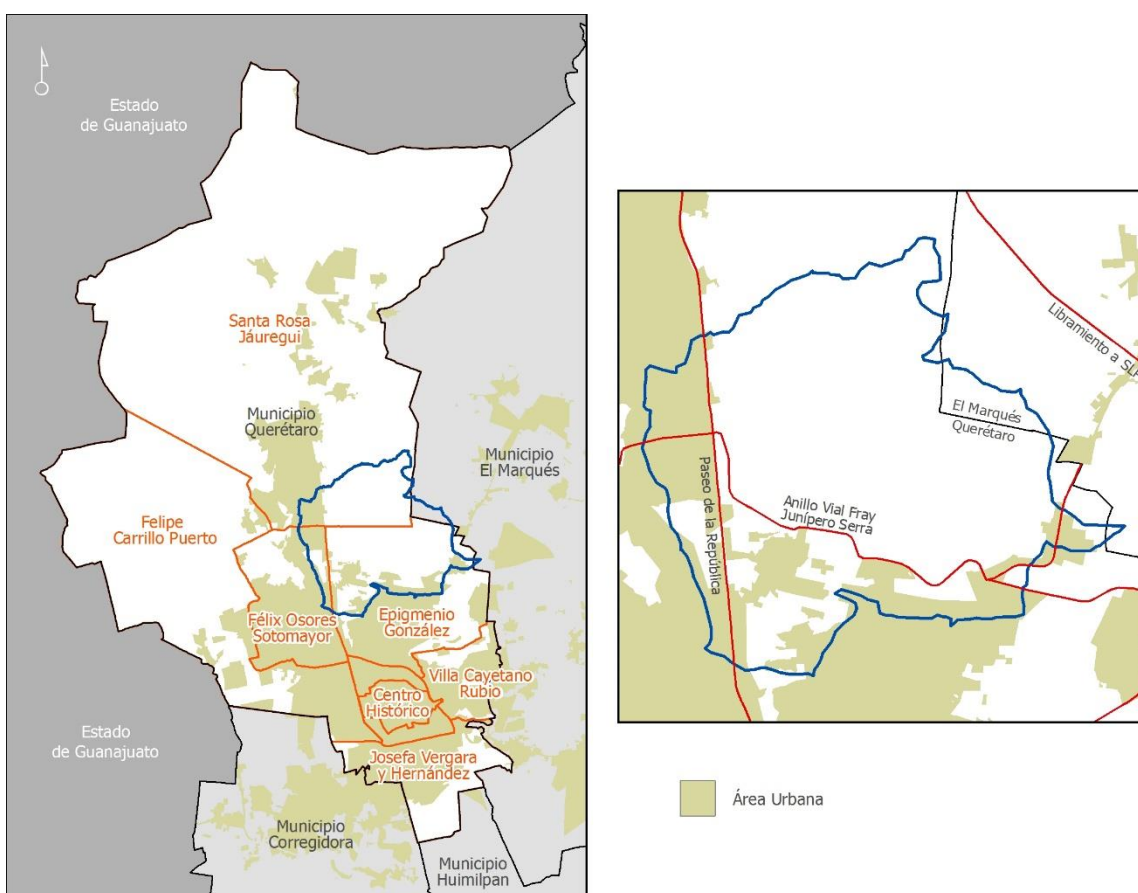 Estado
de Guanajuato
Santa Rosa
Jáuregui
Municipio
Querétaro
Municipio
El Marqués
Felipe
Carrillo Puerto
Félix Osores
Sotomayor
Epigmenio
González
Villa Cayetano
Rubio
Centro
Histórico
Estado
de Guanajuato
Josefa Vergara
y Hernández
Municipio
Corregidora
Municipio
Huimilpan
Libramiento a SLP
El Marqués
Querétaro
Paseo de la República
Anillo Vial Fray
Junípero Serra
Área Urbana